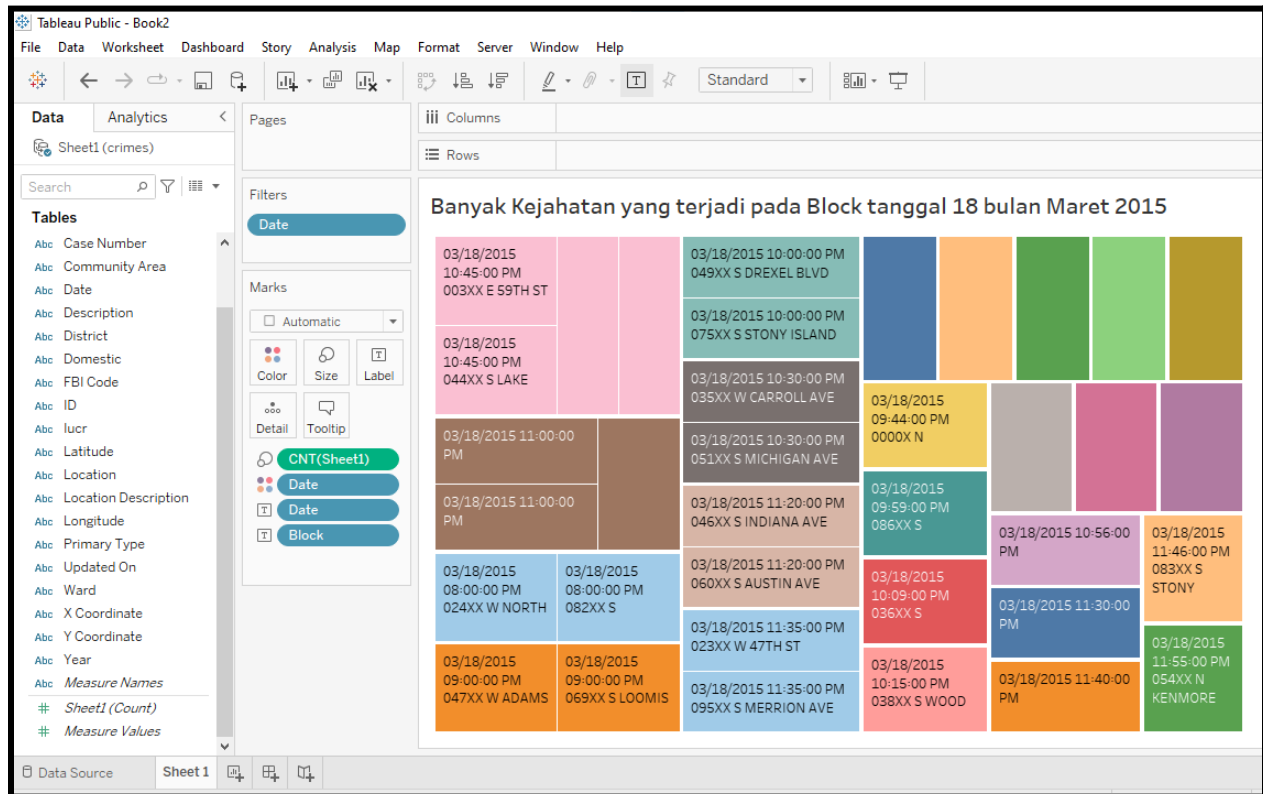 Tableau Public - Book2
File Data Worksheet Dashboard Story Analysis Map Format Server Window Help
Standard
Data Analytics
Sheet1 (crimes)
Search
Tables
Abc Case Number
Abc Community Area
Abc Date
Abc Description
Abc District
Abc Domestic
Abc FBI Code
Abc ID
Abc Iucr
Abc Latitude
Abc Location
Abc Location Description
Abc Longitude
Abc Primary Type
Abc Updated On
Abc Ward
Abc X Coordinate
Abc Y Coordinate
Abc Year
Abc Measure Names
# Sheet1 (Count)
# Measure Values
Pages
Filters
Date
Marks
Automatic
Color Size Label
Detail Tooltip
CNT(Sheet1)
Date
T Date
T Block
Columns
Rows
Banyak Kejahatan yang terjadi pada Block tanggal 18 bulan Maret 2015
03/18/2015
10:45:00 PM
003XX E 59TH ST
03/18/2015
10:45:00 PM
044XX S LAKE
03/18/2015 11:00:00
PM
03/18/2015 11:00:00
PM
03/18/2015
08:00:00 PM
024XX W NORTH
03/18/2015
08:00:00 PM
082XX S
03/18/2015
09:00:00 PM
047XX W ADAMS
03/18/2015
09:00:00 PM
069XX S LOOMIS
03/18/2015 10:00:00 PM
049XX S DREXEL BLVD
03/18/2015 10:00:00 PM
075XX S STONY ISLAND
03/18/2015 10:30:00 PM
035XX W CARROLL AVE
03/18/2015 10:30:00 PM
051XX S MICHIGAN AVE
03/18/2015 11:20:00 PM
046XX S INDIANA AVE
03/18/2015 11:20:00 PM
060XX S AUSTIN AVE
03/18/2015 11:35:00 PM
023XX W 47TH ST
03/18/2015 11:35:00 PM
095XX S MERRION AVE
03/18/2015
09:44:00 PM
0000X N
03/18/2015
09:59:00 PM
086XX S
03/18/2015
10:09:00 PM
036XX S
03/18/2015
10:15:00 PM
038XX S WOOD
03/18/2015 10:56:00
PM
03/18/2015 11:30:00
PM
03/18/2015 11:40:00
PM
03/18/2015
11:46:00 PM
083XX S
STONY
03/18/2015
11:55:00 PM
054XX N
KENMORE
Data Source Sheet 1